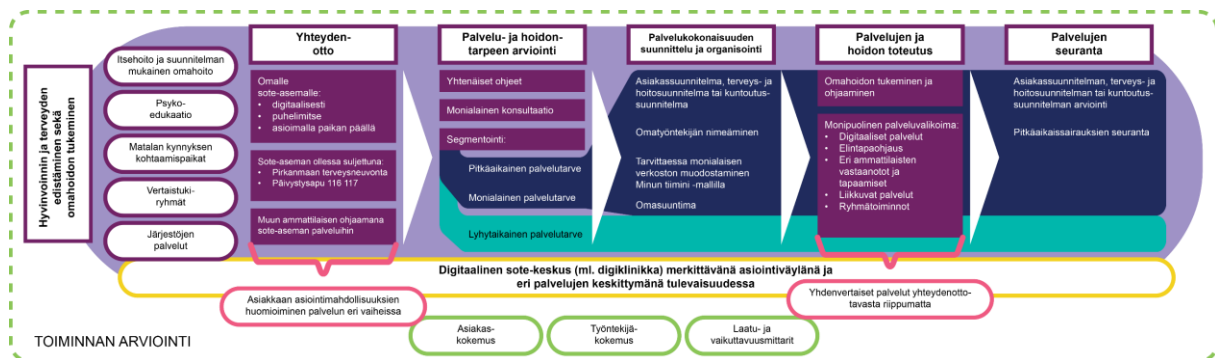 Hyvinvoinnin ja terveyden
edistäminen sekä
omahoidon tukeminen
Itsehoito ja suunnitelman
mukainen omahoito
Psyko-
edukaatio
Matalan kynnyksen
kohtaamispaikat
Vertaistuki-
ryhmät
Järjestöjen
palvelut
Yhteyden-
otto
Omalle
sote-asemalle:
• digitaalisesti
• puhelimitse
• asioimalla paikan päällä
Sote-aseman ollessa suljettuna:
• Pirkanmaan terveysneuvonta
• Päivystysapu 116 117
Muun ammattilaisen ohjaamana
sote-aseman palveluihin
Palvelu- ja hoidon-
tarpeen arviointi
Yhtenäiset ohjeet
Monialainen konsultaatio
Segmentointi:
Pitkäaikainen palvelutarve
Monialainen palvelutarve
Lyhytaikainen palvelutarve
Palvelukokonaisuuden
suunnittelu ja organisointi
Asiakassuunnitelma, terveys- ja
hoitosuunnitelma tai kuntoutus-
suunnitelma
Omatyöntekijän nimeäminen
Tarvittaessa monialaisen
verkoston muodostaminen
Minun tiimini -mallilla
Omasuuntima
Palvelujen ja
hoidon toteutus
Omahoidon tukeminen ja
ohjaaminen
Monipuolinen palveluvalikoima:
• Digitaaliset palvelut
• Elintapaohjaus
• Eri ammattilaisten
vastaanotot ja
tapaamiset
• Liikkuvat palvelut
• Ryhmätoiminnot
Palvelujen
seuranta
Asiakassuunnitelman, terveys- ja
hoitosuunnitelman tai kuntoutus-
suunnitelman arviointi
Pitkäaikaissairauksien seuranta
Digitaalinen sote-keskus (ml. digiklinikka) merkittävänä asiointiväylänä ja
eri palvelujen keskittymänä tulevaisuudessa
Asiakkaan asiointimahdollisuuksien
huomioiminen palvelun eri vaiheissa
Yhdenvertaiset palvelut yhteydenotto-
tavasta riippumatta
Asiakas-
kokemus
Työntekijä-
kokemus
Laatu- ja
vaikuttavuusmittarit
TOIMINNAN ARVIOINTI